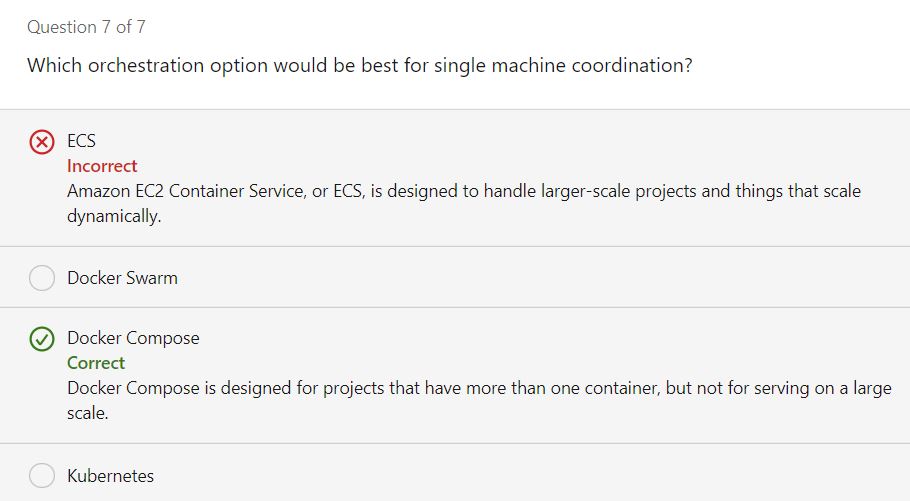 Question 7 of 7
Which orchestration option would be best for single machine coordination?
ECS
Incorrect
Amazon EC2 Container Service, or ECS, is designed to handle larger-scale projects and things that scale
dynamically.
Docker Swarm
Docker Compose
Correct
Docker Compose is designed for projects that have more than one container, but not for serving on a large
scale.
Kubernetes